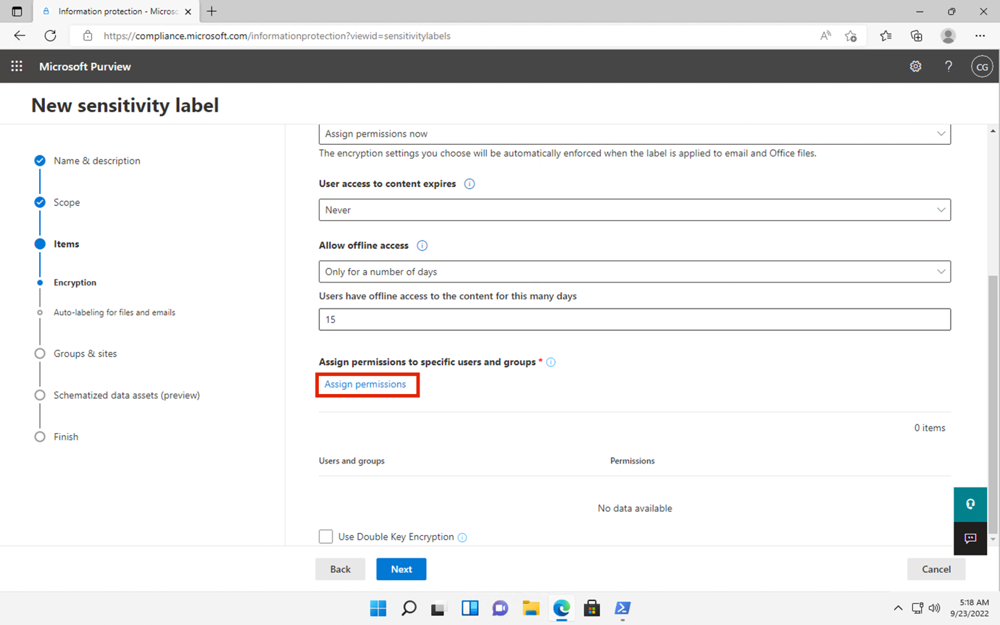 Information protection - Microso
https://compliance.microsoft.com/informationprotection?viewid=sensitivitylabels
Microsoft Purview
CG
New sensitivity label
Name & description
Scope
Items
Encryption
Auto-labeling for files and emails
Groups & sites
Schematized data assets (preview)
Finish
Assign permissions now
The encryption settings you choose will be automatically enforced when the label is applied to email and Office files.
User access to content expires
Never
Allow offline access
Only for a number of days
Users have offline access to the content for this many days
15
Assign permissions to specific users and groups *
Assign permissions
0 items
Users and groups Permissions
No data available
Use Double Key Encryption
Back Next Cancel
5:18 AM
9/23/2022